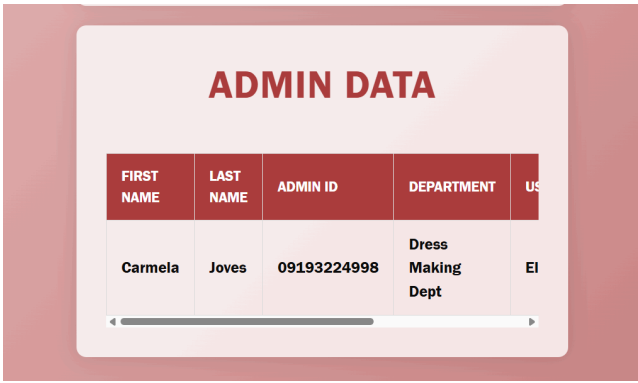 ADMIN DATA
FIRST NAME
LAST NAME
ADMIN ID
DEPARTMENT
Carmela
Joves
09193224998
Dress
Making
Dept